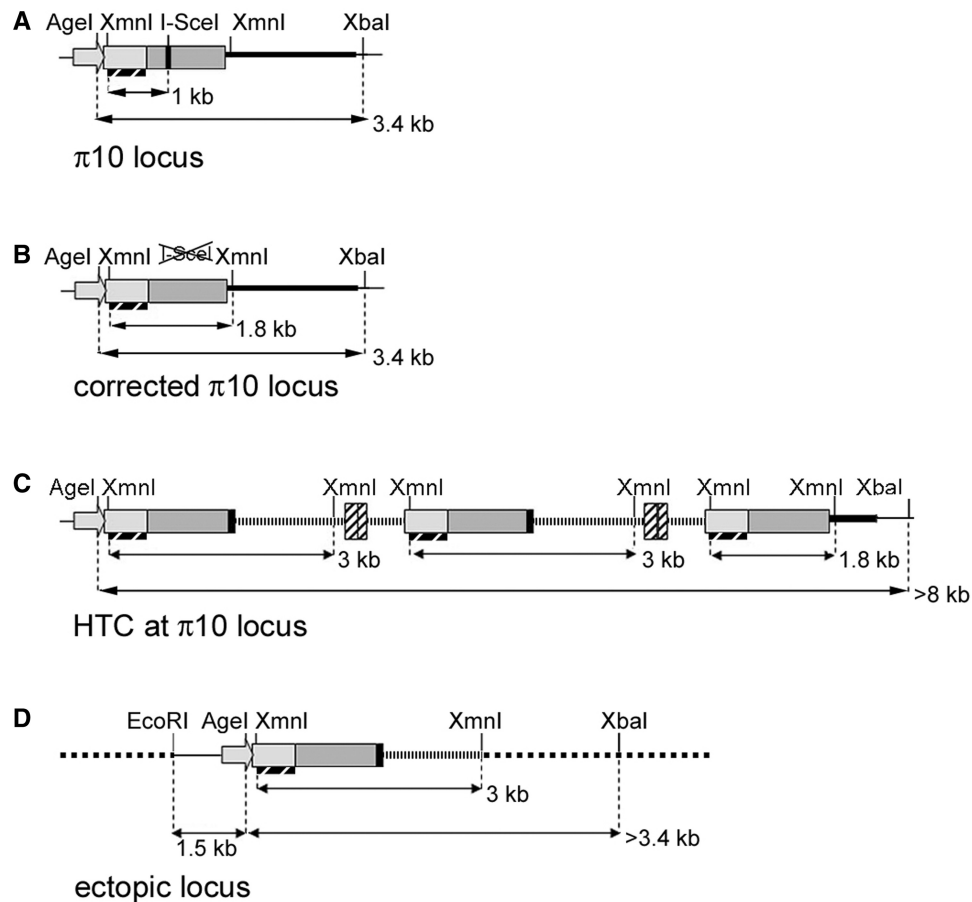 A AgeI XmnI I-SceI XmnI XbaI
1 kb
3.4 kb
π10 locus
B AgeI XmnI I-SceI XmnI XbaI
1.8 kb
3.4 kb
corrected π10 locus
C AgeI XmnI XmnI XmnI XmnI XmnI XmnI XbaI
3 kb 3 kb 1.8 kb
>8 kb
HTC at π10 locus
D EcoRI AgeI XmnI XmnI XbaI
3 kb
1.5 kb >3.4 kb
ectopic locus